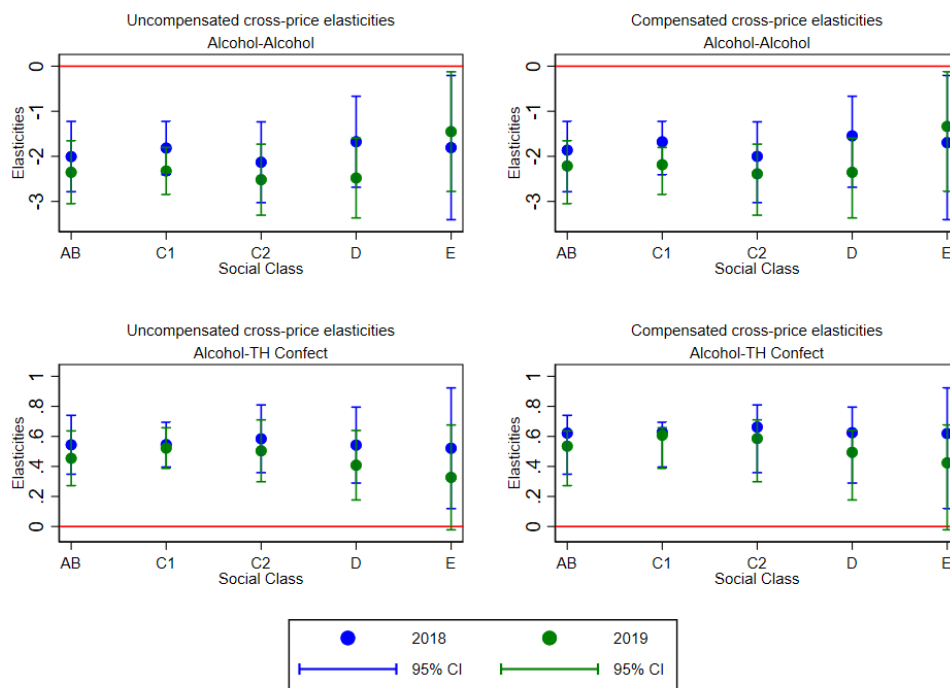 Uncompensated cross-price elasticities
Alcohol-Alcohol
Elasticities
0
-1
-2
-3
AB C1 C2 D E
Social Class
Compensated cross-price elasticities
Alcohol-Alcohol
Elasticities
0
-1
-2
-3
AB C1 C2 D E
Social Class
Uncompensated cross-price elasticities
Alcohol-TH Confect
Elasticities
1
.8
.6
.4
.2
0
AB C1 C2 D E
Social Class
Compensated cross-price elasticities
Alcohol-TH Confect
Elasticities
1
.8
.6
.4
.2
0
AB C1 C2 D E
Social Class
2018 2019
95% CI 95% CI